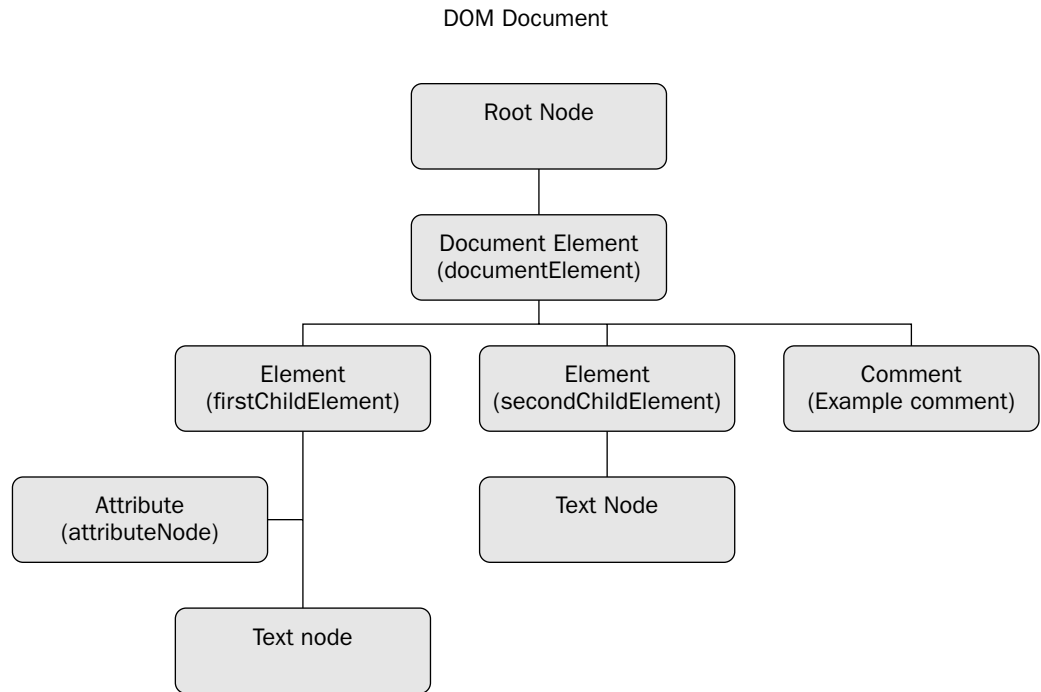 DOM Document
Root Node
Document Element
(documentElement)
Element
(firstChildElement)
Element
(secondChildElement)
Comment
(Example comment)
Attribute
(attributeNode)
Text Node
Text node